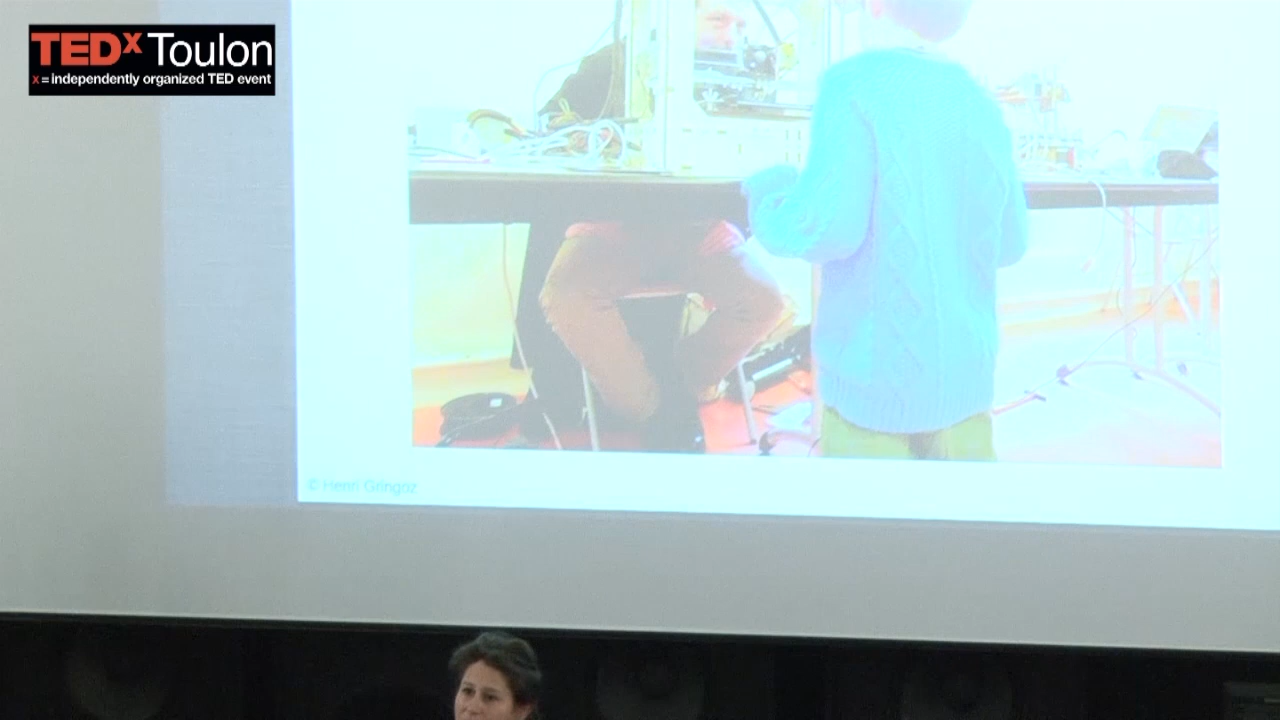 TEDx Toulon
x = independently organized TED event
© Henri Gringoz